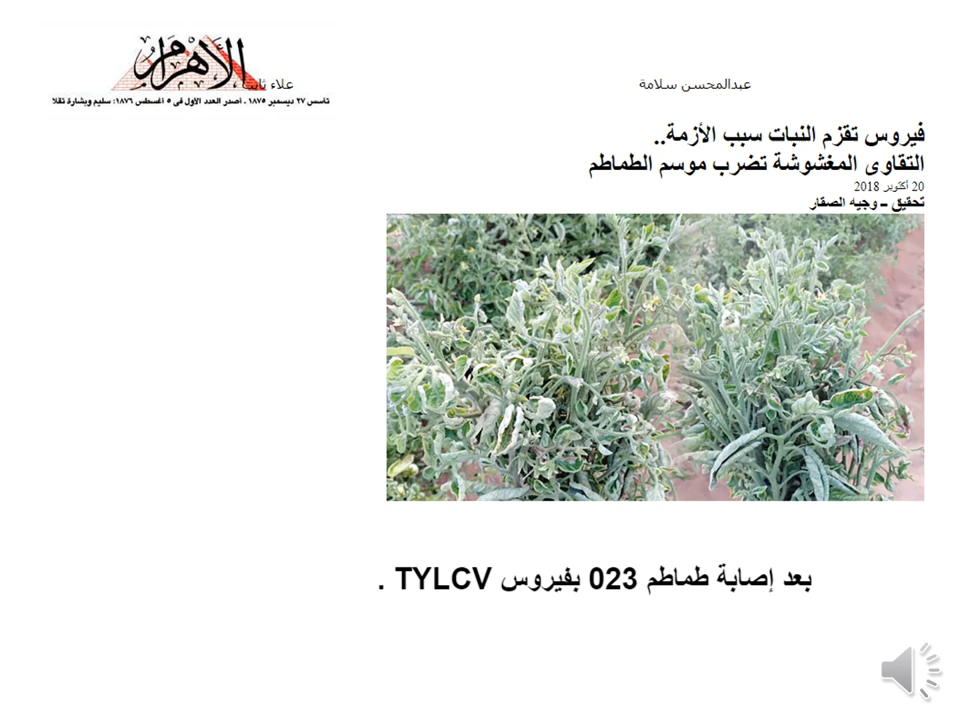 الأهرام
علاء ثابت
عبدالمحسن سلامة
تأسس ٢٧ ديسمبر ١٨٧٥ . أصدر العدد الأول فى ٥ أغسطس ١٨٧٦: سليم وبشارة تقلا
فيروس تقزم النبات سبب الأزمة..
التقاوى المغشوشة تضرب موسم الطماطم
20 أكتوبر 2018
تحقيق ــ وجيه الصقار
بعد إصابة طماطم 023 بفيروس TYLCV .